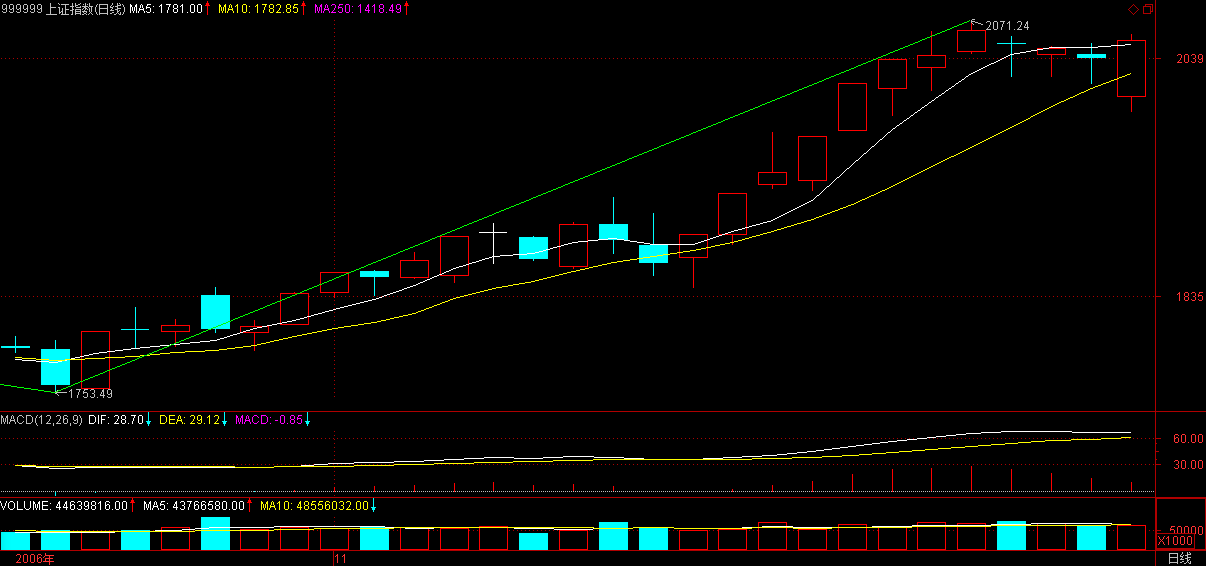 999999 上证指数(日线) MA5: 1781.00↑ MA10: 1782.85↑ MA250: 1418.49↑
2071.24
2039
1835
1753.49
MACD(12,26,9) DIF: 28.70↓ DEA: 29.12↓ MACD: -0.85↓
60.00
30.00
VOLUME: 44639816.00↑ MA5: 43766580.00↑ MA10: 48556032.00↓
50000
X1000
2006年 11 日线